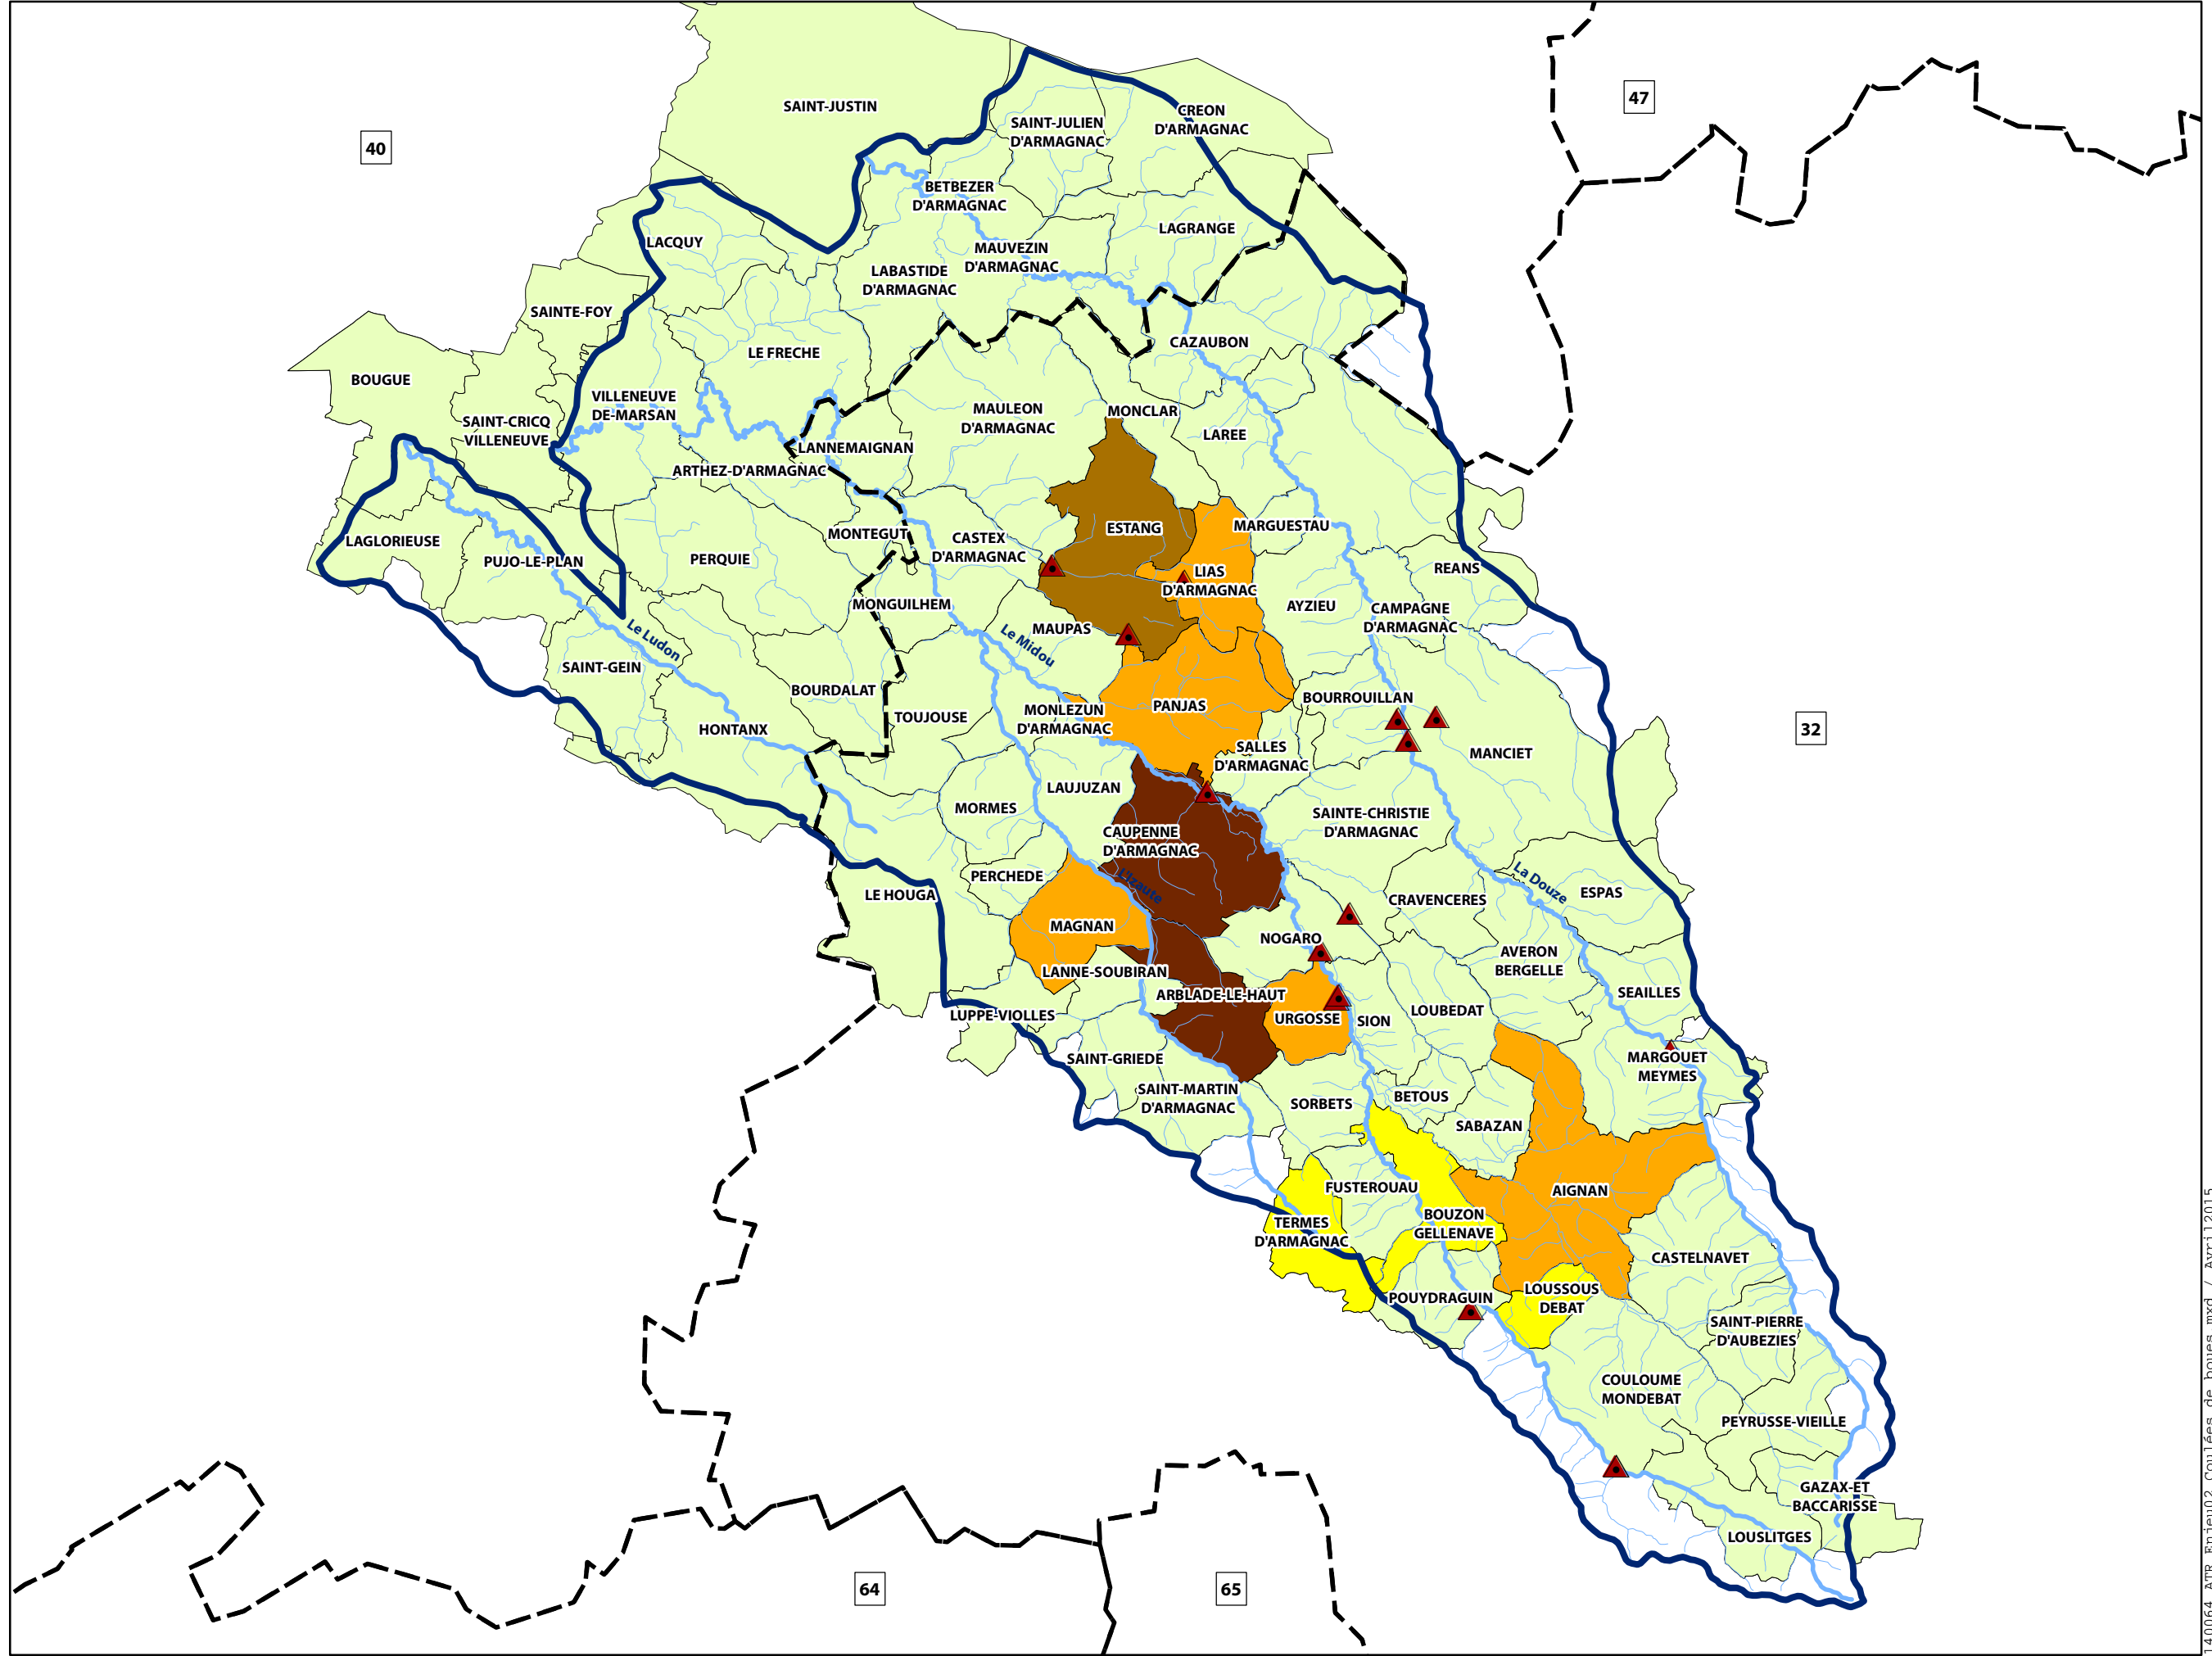 47
40
SAINT-JUSTIN
SAINT-JULIEN
D'ARMAGNAC
CREON
D'ARMAGNAC
BETBEZER
D'ARMAGNAC
LACQUY
MAUVEZIN
D'ARMAGNAC
LAGRANGE
LABASTIDE
D'ARMAGNAC
SAINTE-FOY
LE FRECHE
CAZAUBON
BOUGUE
VILLENEUVE
DE-MARSAN
SAINT-CRICQ
VILLENEUVE
MAULEON
D'ARMAGNAC
MONCLAR
LAREE
LANNEMAIGNAN
ARTHEZ-D'ARMAGNAC
LAGLORIEUSE
PUJO-LE-PLAN
PERQUIE
MONTEGUT
CASTEX
D'ARMAGNAC
ESTANG
MARGUESTAU
LIAS
D'ARMAGNAC
REANS
MONGUILHEM
AYZIEU
CAMPAGNE
D'ARMAGNAC
MAUPAS
Le Midou
Le Ludon
SAINT-GEIN
BOURDALAT
HONTANX
TOUJOUSE
MONLEZUN
D'ARMAGNAC
PANJAS
BOURROUILLAN
32
SALLES
D'ARMAGNAC
MANCIET
LAUJUZAN
MORMES
SAINTE-CHRISTIE
D'ARMAGNAC
CAUPENNE
D'ARMAGNAC
L'Izaute
PERCHEDE
LE HOUGA
La Douze
ESPAS
CRAVENCERES
MAGNAN
NOGARO
AVERON
BERGELLE
LANNE-SOUBIRAN
ARBLADE-LE-HAUT
SEAILLES
LUPPE-VIOLLES
URGOSSE
SION
LOUBEDAT
SAINT-GRIEDE
MARGOUET
MEYMES
SAINT-MARTIN
D'ARMAGNAC
SORBETS
BETOUS
SABAZAN
FUSTEROUAU
AIGNAN
TERMES
D'ARMAGNAC
BOUZON
GELLENAVE
CASTELNAVET
POUYDRAGUIN
LOUSSOUS
DEBAT
SAINT-PIERRE
D'AUBEZIES
COULOUME
MONDEBAT
PEYRUSSE-VIEILLE
GAZAX-ET
BACCARISSE
LOUSLITGES
64
65
140064_ATR_Enjeu02_Coulées de boues.mxd / Avril2015